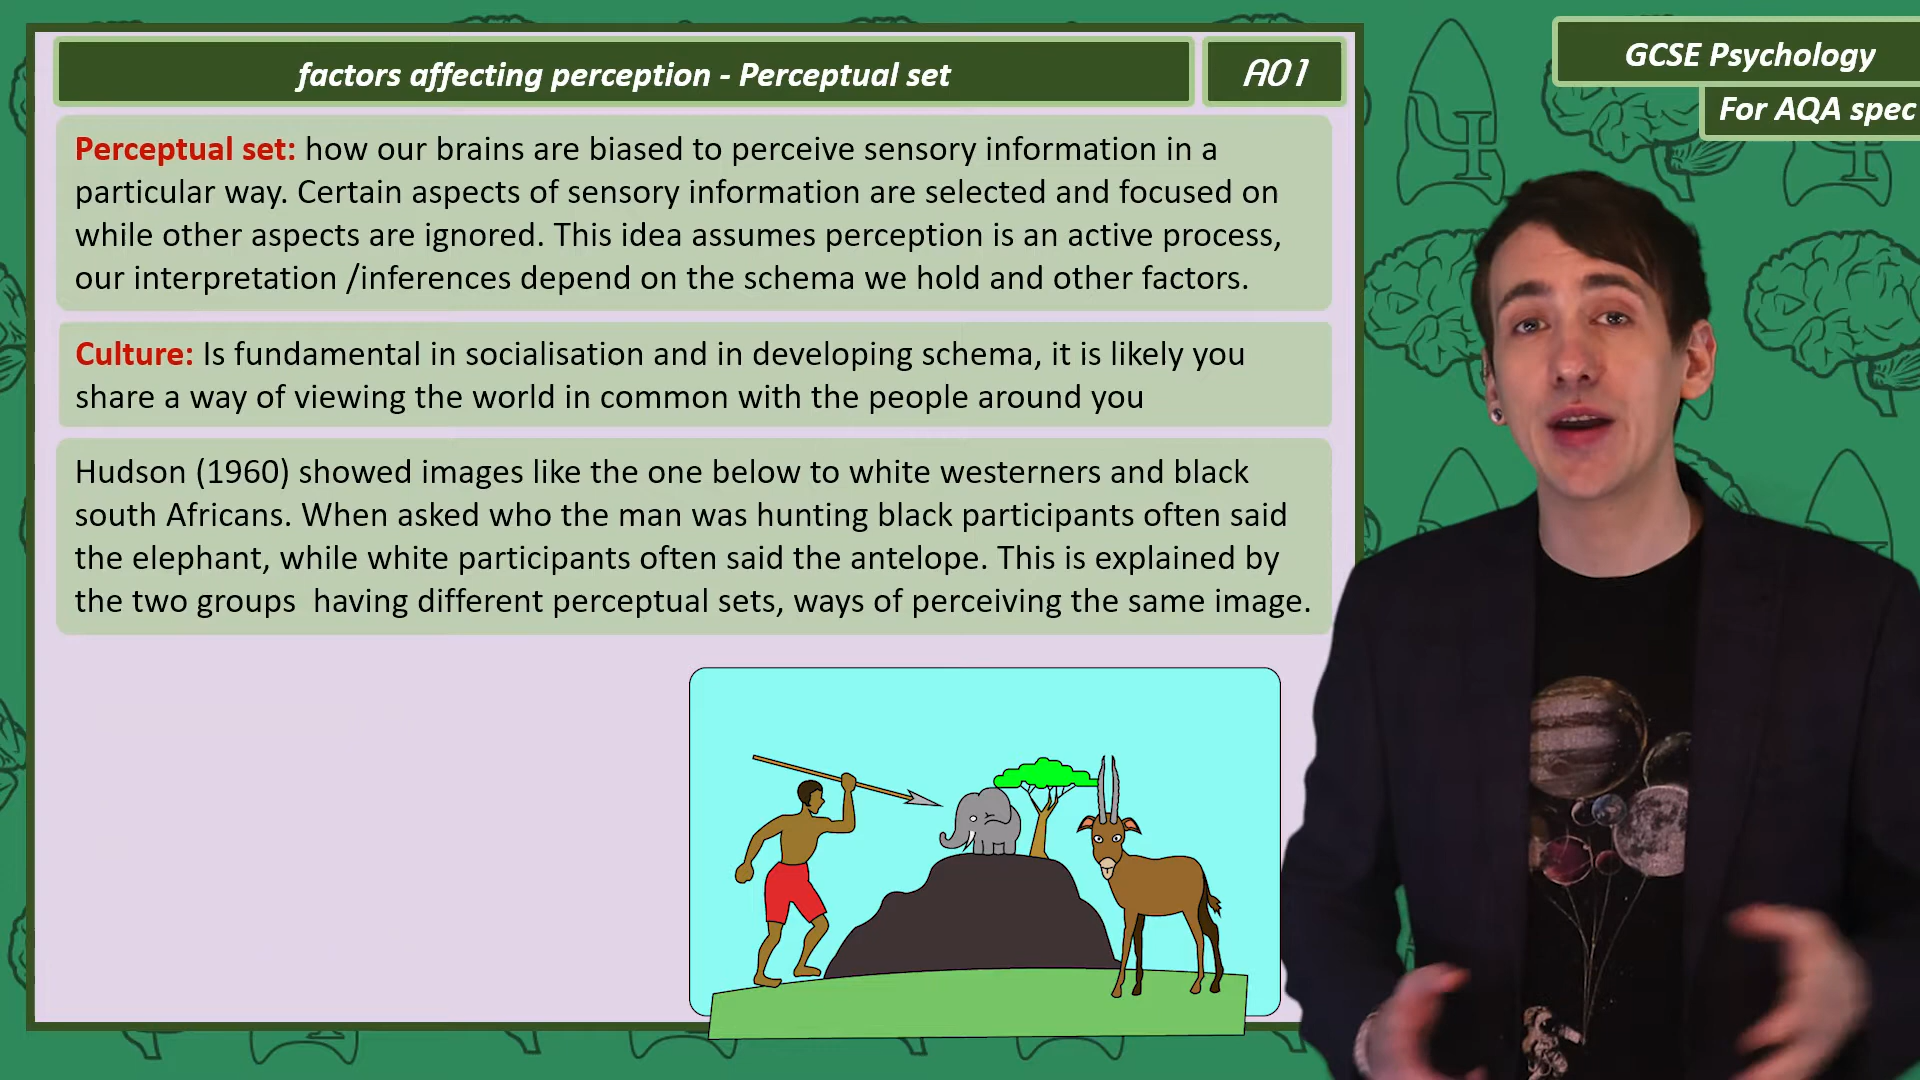 factors affecting perception - Perceptual set
AO1
GCSE Psychology
For AQA spec
Perceptual set: how our brains are biased to perceive sensory information in a
particular way. Certain aspects of sensory information are selected and focused on
while other aspects are ignored. This idea assumes perception is an active process,
our interpretation /inferences depend on the schema we hold and other factors.
Culture: Is fundamental in socialisation and in developing schema, it is likely you
share a way of viewing the world in common with the people around you
Hudson (1960) showed images like the one below to white westerners and black
south Africans. When asked who the man was hunting black participants often said
the elephant, while white participants often said the antelope. This is explained by
the two groups  having different perceptual sets, ways of perceiving the same image.